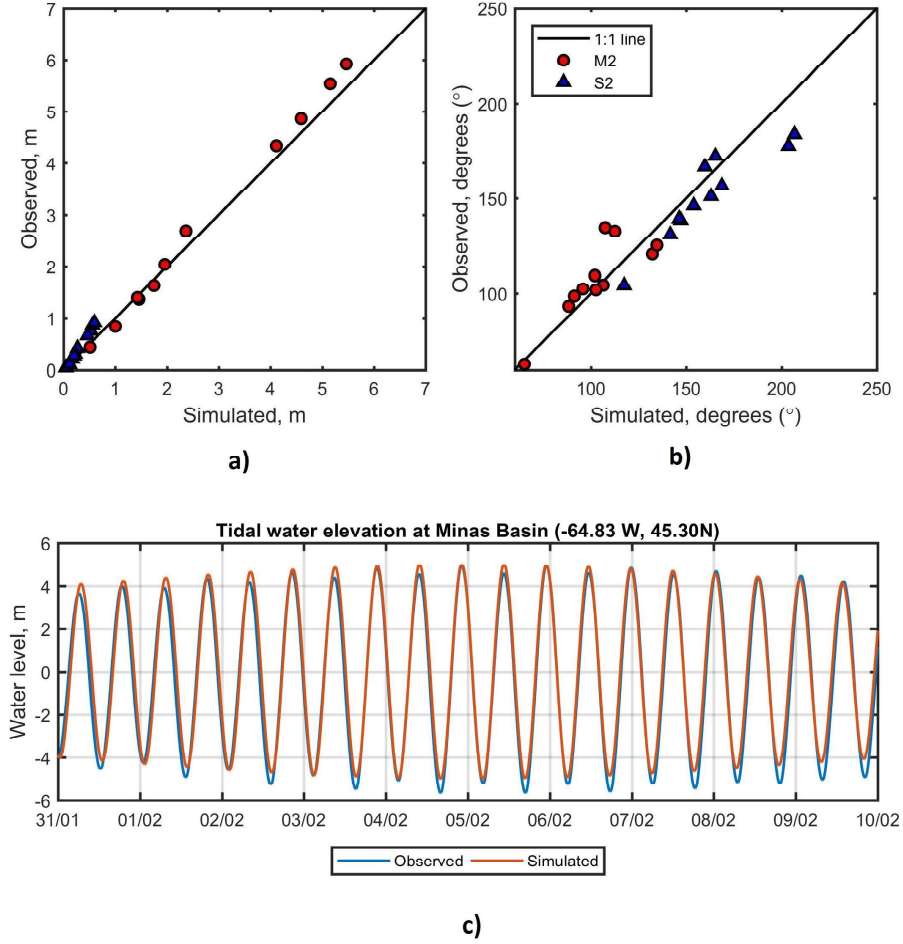 7
6
5
4
3
2
1
0
Observed, m
0 1 2 3 4 5 6 7
Simulated, m
a)
250
200
150
100
Observed, degrees (°)
1:1 line
M2
S2
100 150 200 250
Simulated, degrees (°)
b)
Tidal water elevation at Minas Basin (-64.83 W, 45.30N)
6
4
2
0
-2
-4
-6
Water level, m
31/01 01/02 02/02 03/02 04/02 05/02 06/02 07/02 08/02 09/02 10/02
Observed Simulated
c)